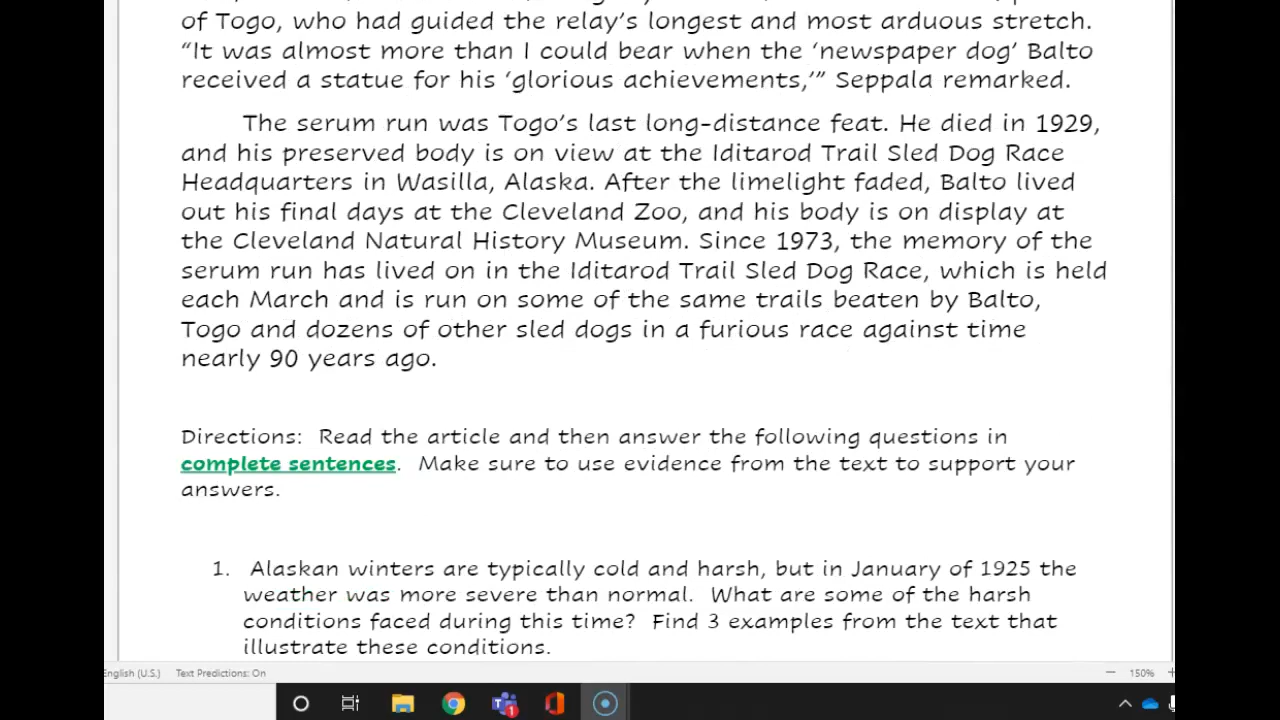 of Togo, who had guided the relay's longest and most arduous stretch.
“It was almost more than I could bear when the ‘newspaper dog’ Balto
received a statue for his ‘glorious achievements,’” Seppala remarked.
The serum run was Togo's last long-distance feat. He died in 1929,
and his preserved body is on view at the Iditarod Trail Sled Dog Race
Headquarters in Wasilla, Alaska. After the limelight faded, Balto lived
out his final days at the Cleveland Zoo, and his body is on display at
the Cleveland Natural History Museum. Since 1973, the memory of the
serum run has lived on in the Iditarod Trail Sled Dog Race, which is held
each March and is run on some of the same trails beaten by Balto,
Togo and dozens of other sled dogs in a furious race against time
nearly 90 years ago.
Directions: Read the article and then answer the following questions in
complete sentences. Make sure to use evidence from the text to support your
answers.
1. Alaskan winters are typically cold and harsh, but in January of 1925 the
weather was more severe than normal. What are some of the harsh
conditions faced during this time? Find 3 examples from the text that
illustrate these conditions.
English (U.S.) Text Predictions: On 150%
1